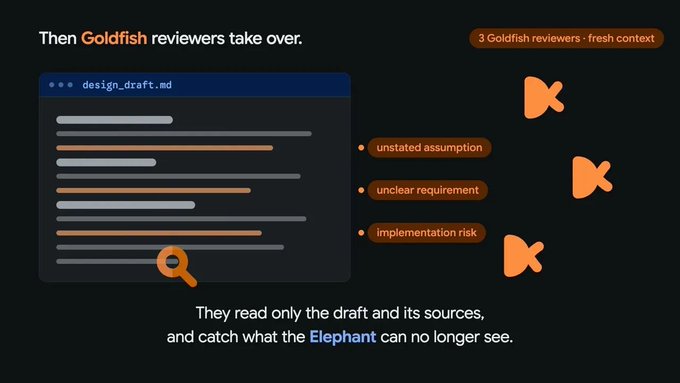 Then Goldfish reviewers take over.
3 Goldfish reviewers · fresh context
design_draft.md
unstated assumption
unclear requirement
implementation risk
They read only the draft and its sources,
and catch what the Elephant can no longer see.